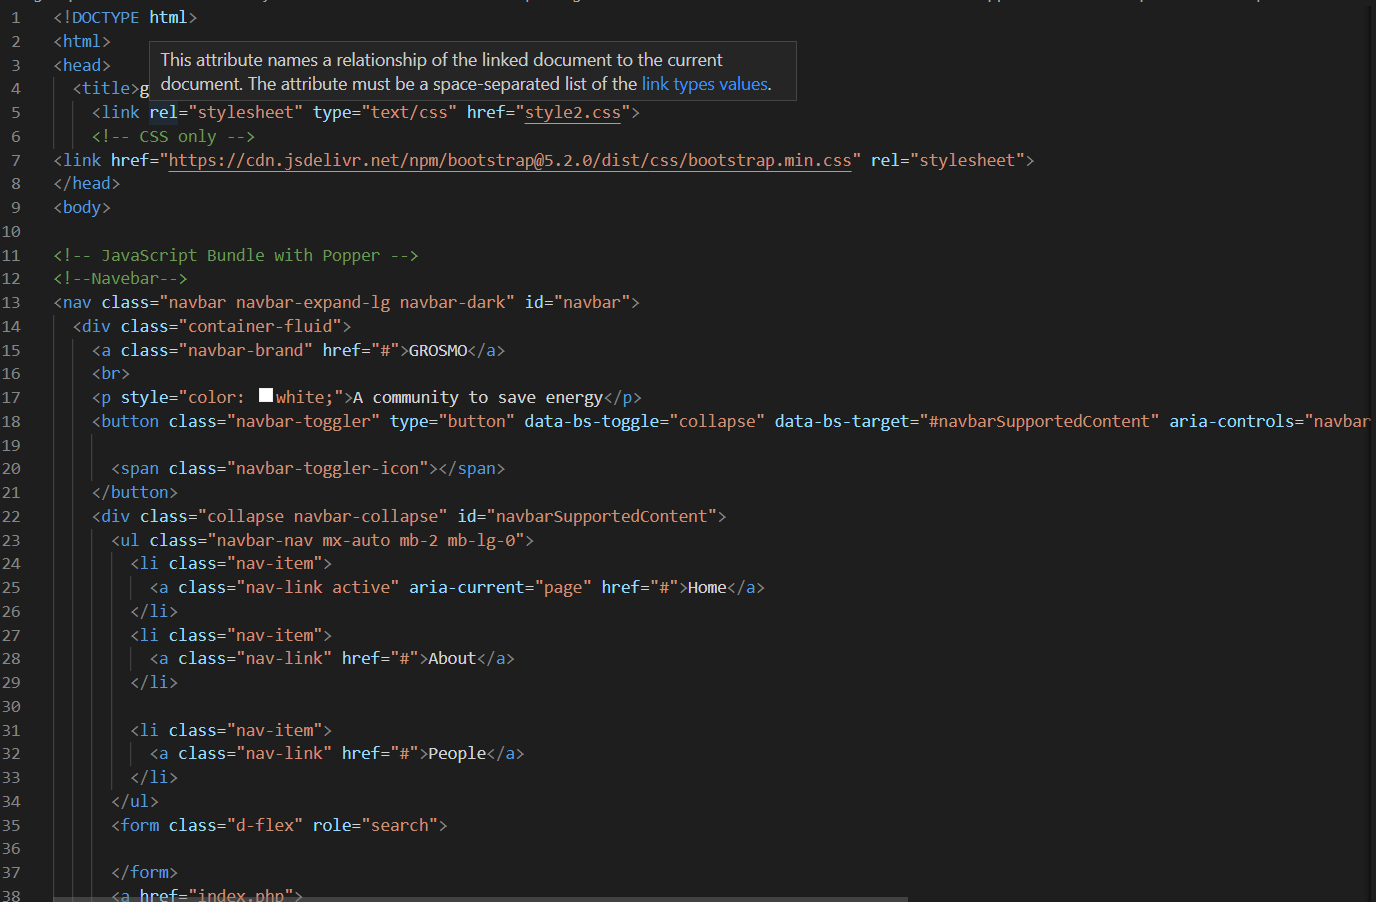 1 <!DOCTYPE html>
2 <html>
This attribute names a relationship of the linked document to the current
3 <head>
document. The attribute must be a space-separated list of the link types values.
4 <title>g
5 <link rel="stylesheet" type="text/css" href="style2.css">
6 <!-- CSS only -->
7 <link href="https://cdn.jsdelivr.net/npm/bootstrap@5.2.0/dist/css/bootstrap.min.css" rel="stylesheet">
8 </head>
9 <body>
10
11 <!-- JavaScript Bundle with Popper -->
12 <!--Navebar-->
13 <nav class="navbar navbar-expand-lg navbar-dark" id="navbar">
14 <div class="container-fluid">
15 <a class="navbar-brand" href="#">GROSMO</a>
16 <br>
17 <p style="color: white;">A community to save energy</p>
18 <button class="navbar-toggler" type="button" data-bs-toggle="collapse" data-bs-target="#navbarSupportedContent" aria-controls="navbar
19
20 <span class="navbar-toggler-icon"></span>
21 </button>
22 <div class="collapse navbar-collapse" id="navbarSupportedContent">
23 <ul class="navbar-nav mx-auto mb-2 mb-lg-0">
24 <li class="nav-item">
25 <a class="nav-link active" aria-current="page" href="#">Home</a>
26 </li>
27 <li class="nav-item">
28 <a class="nav-link" href="#">About</a>
29 </li>
30
31 <li class="nav-item">
32 <a class="nav-link" href="#">People</a>
33 </li>
34 </ul>
35 <form class="d-flex" role="search">
36
37 </form>
38 <a href="index.php">